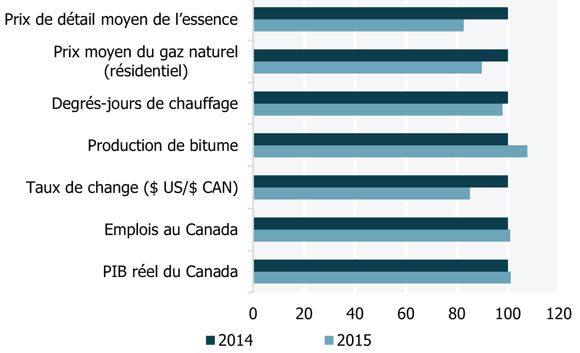 Prix de détail moyen de l’essence
Prix moyen du gaz naturel
(résidentiel)
Degrés-jours de chauffage
Production de bitume
Taux de change ($ US/$ CAN)
Emplois au Canada
PIB réel du Canada
0 20 40 60 80 100 120
2014 2015